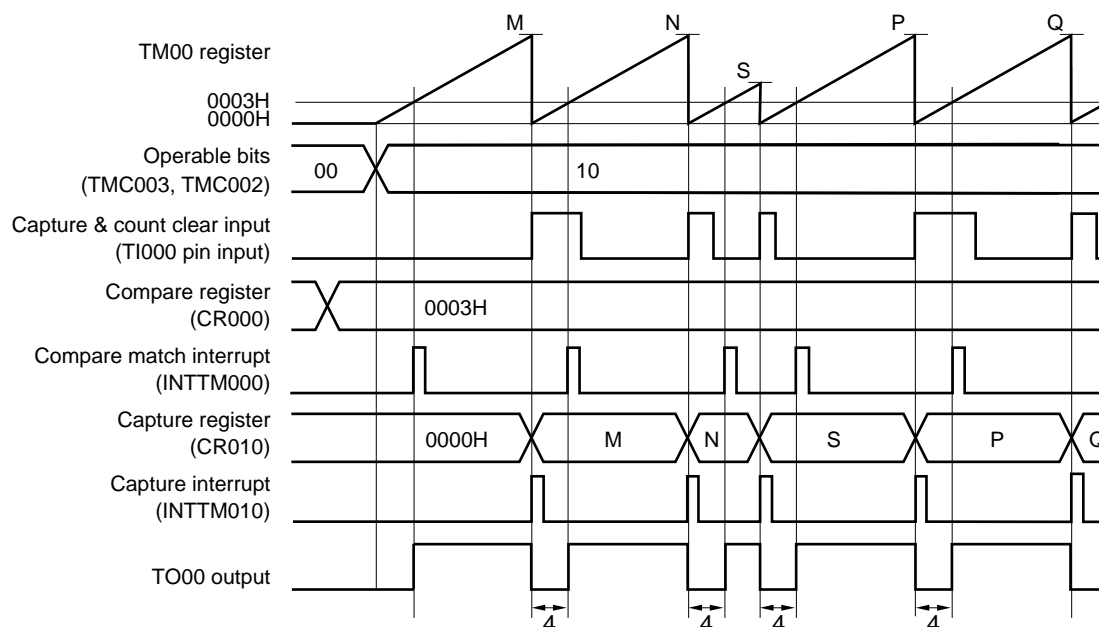 M N S P Q
TM00 register
0003H
0000H
Operable bits
(TMC003, TMC002)
00 10
Capture & count clear input
(TI000 pin input)
Compare register
(CR000)
0003H
Compare match interrupt
(INTTM000)
Capture register
(CR010)
0000H M N S P Q
Capture interrupt
(INTTM010)
TO00 output
4 4 4 4